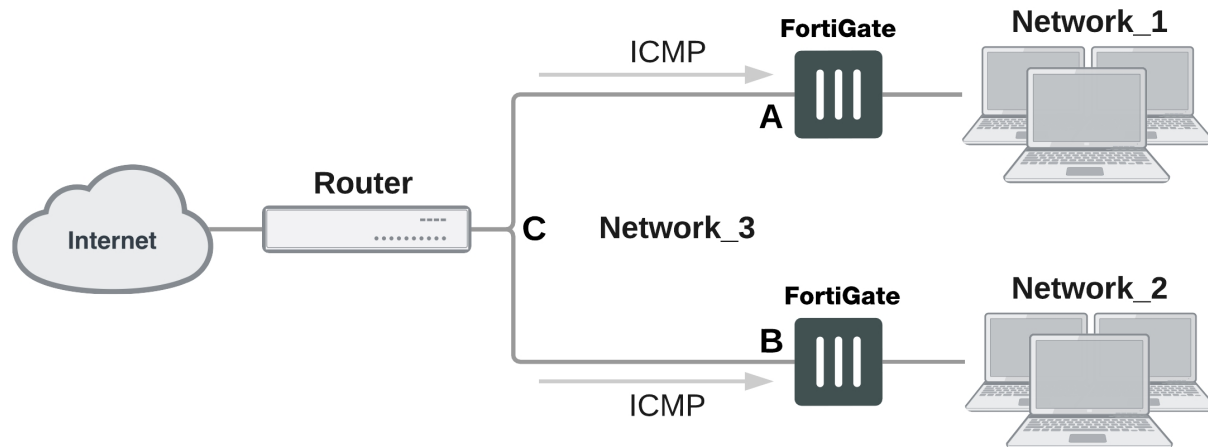 Network_1
FortiGate
ICMP
A
Router
Internet
C
Network_3
Network_2
FortiGate
B
ICMP